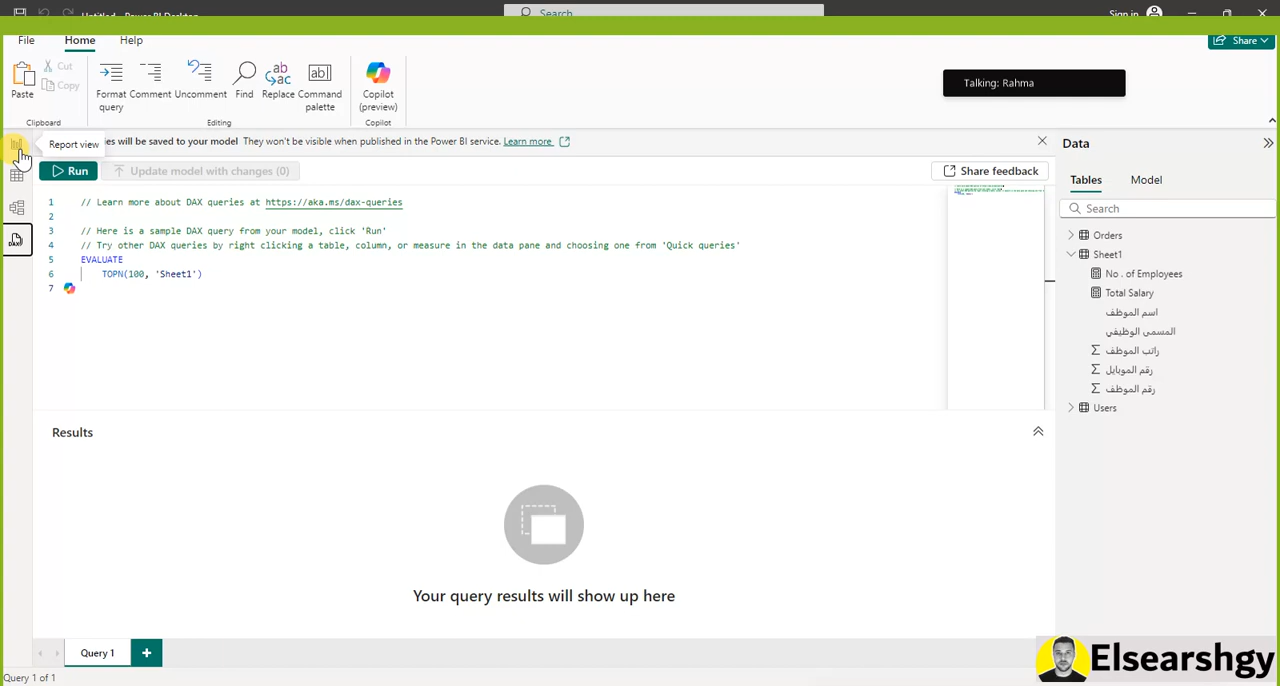 Untitled - Power BI Desktop
Search
Sign in
File
Home
Help
Share
Paste
Cut
Copy
Format query
Comment
Uncomment
Find
Replace
Command palette
Copilot (preview)
Clipboard
Editing
Copilot
Talking: Rahma
Report view
ies will be saved to your model They won't be visible when published in the Power BI service. Learn more
Run
Update model with changes (0)
Share feedback
1 // Learn more about DAX queries at https://aka.ms/dax-queries
2
3 // Here is a sample DAX query from your model, click 'Run'
4 // Try other DAX queries by right clicking a table, column, or measure in the data pane and choosing one from 'Quick queries'
5 EVALUATE
6 TOPN(100, 'Sheet1')
7
DAX
Data
Tables
Model
Search
Orders
Sheet1
No . of Employees
Total Salary
اسم الموظف
المسمى الوظيفي
راتب الموظف
رقم الموبايل
رقم الموظف
Users
Results
Your query results will show up here
Query 1
Query 1 of 1
Elsearshgy